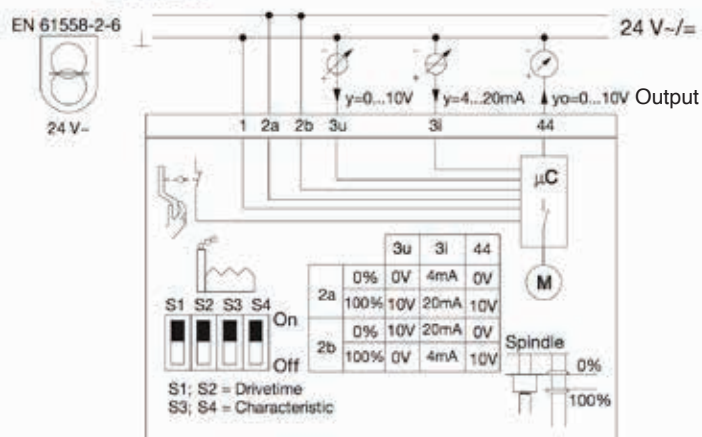 EN 61558-2-6
24 V~/=
24 V~
y=0...10V
y=4...20mA
yo=0...10V Output
1 2a 2b 3u 3i 44
µC
M
3u 3i 44
2a 0% 0V 4mA 0V
100% 10V 20mA 10V
2b 0% 10V 20mA 0V
100% 0V 4mA 10V
S1 S2 S3 S4
On
Off
S1; S2 = Drivetime
S3; S4 = Characteristic
Spindle
0%
100%